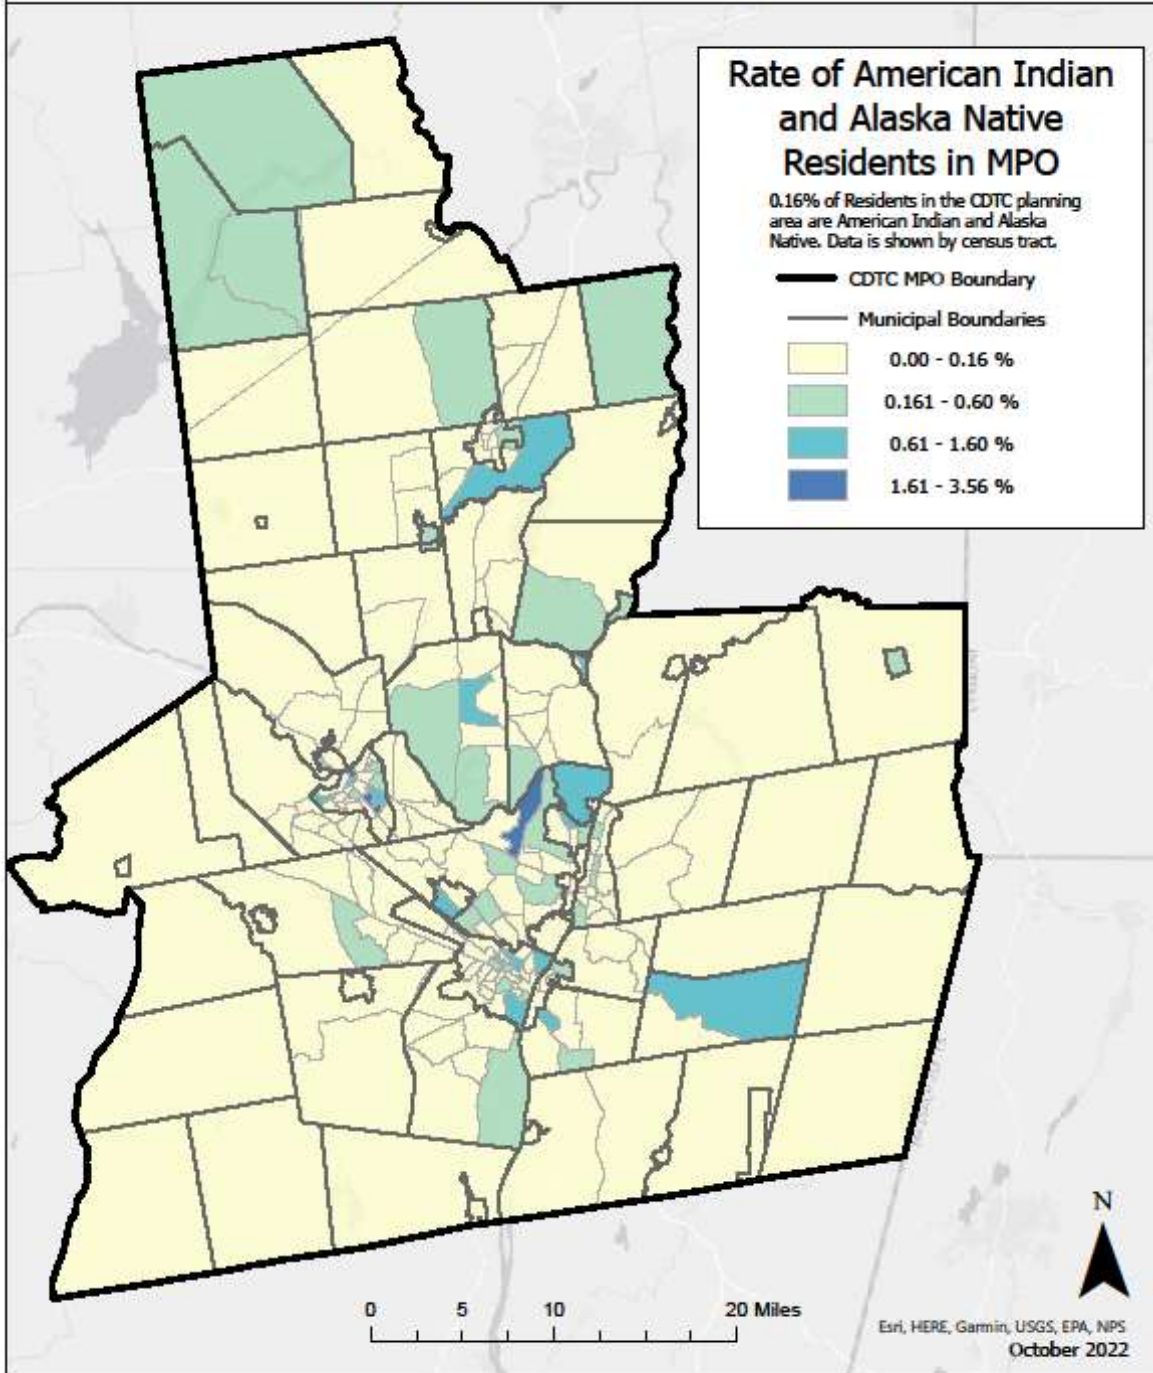 Rate of American Indian
and Alaska Native
Residents in MPO
0.16% of Residents in the CDTC planning
area are American Indian and Alaska
Native. Data is shown by census tract.
CDTC MPO Boundary
Municipal Boundaries
0.00 - 0.16 %
0.161 - 0.60 %
0.61 - 1.60 %
1.61 - 3.56 %
N
0 5 10 20 Miles
Esri, HERE, Garmin, USGS, EPA, NPS
October 2022